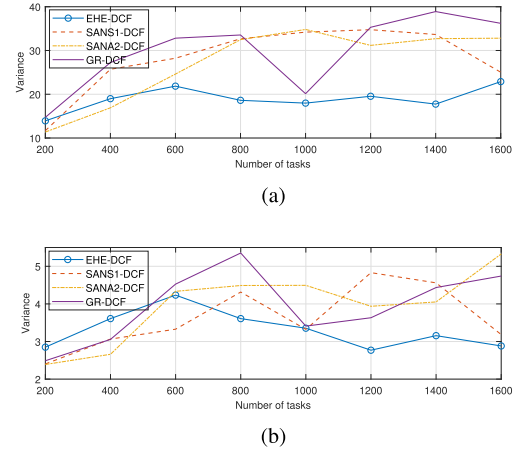 40
30
20
10
Variance
EHE-DCF
SANS1-DCF
SANA2-DCF
GR-DCF
200 400 600 800 1000 1200 1400 1600
Number of tasks
(a)
5
4
3
2
Variance
EHE-DCF
SANS1-DCF
SANA2-DCF
GR-DCF
200 400 600 800 1000 1200 1400 1600
Number of tasks
(b)